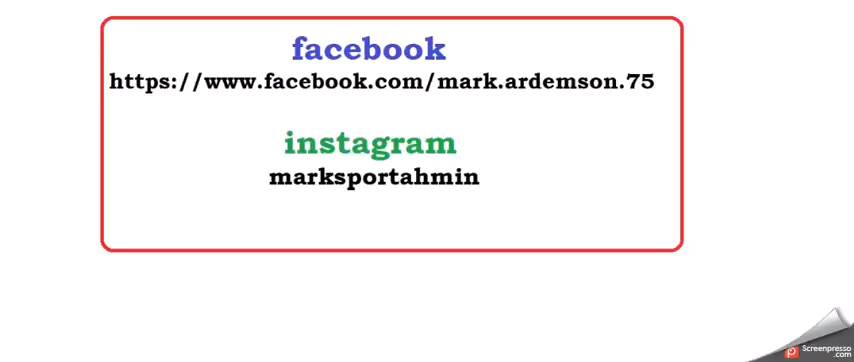 facebook
https://www.facebook.com/mark.ardemson.75
instagram
marksportahmin
Screenpresso
.com